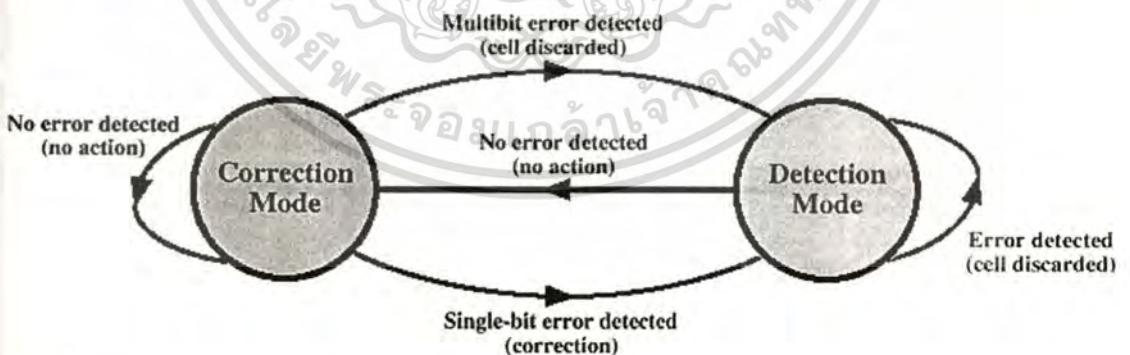 Multibit error detected
(cell discarded)
No error detected
(no action)
No error detected
(no action)
Correction
Mode
Detection
Mode
Error detected
(cell discarded)
Single-bit error detected
(correction)